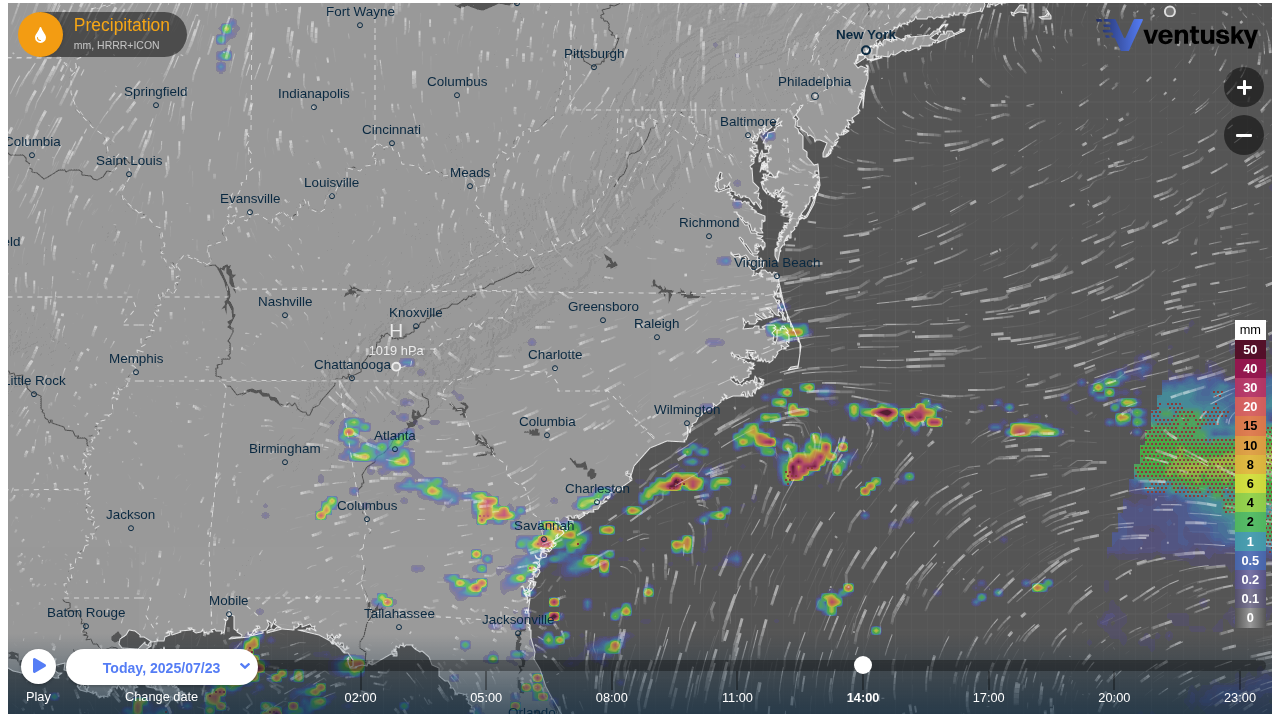 Precipitation
mm, HRRR+ICON
Fort Wayne
New York
ventusky
Pittsburgh
Springfield
Indianapolis
Columbus
Philadelphia
Cincinnati
Baltimore
Columbia
Saint Louis
Evansville
Louisville
Meads
Richmond
eld
Virginia Beach
Nashville
Knoxville
Greensboro
Raleigh
H
1019 hPa
Memphis
Chattanooga
Charlotte
Little Rock
Wilmington
Columbia
Birmingham
Atlanta
Charleston
Jackson
Columbus
Savannah
Baton Rouge
Mobile
Tallahassee
Jacksonville
Orlando
mm
50
40
30
20
15
10
8
6
4
2
1
0.5
0.2
0.1
0
Today, 2025/07/23
Play
Change date
02:00
05:00
08:00
11:00
14:00
17:00
20:00
23:00